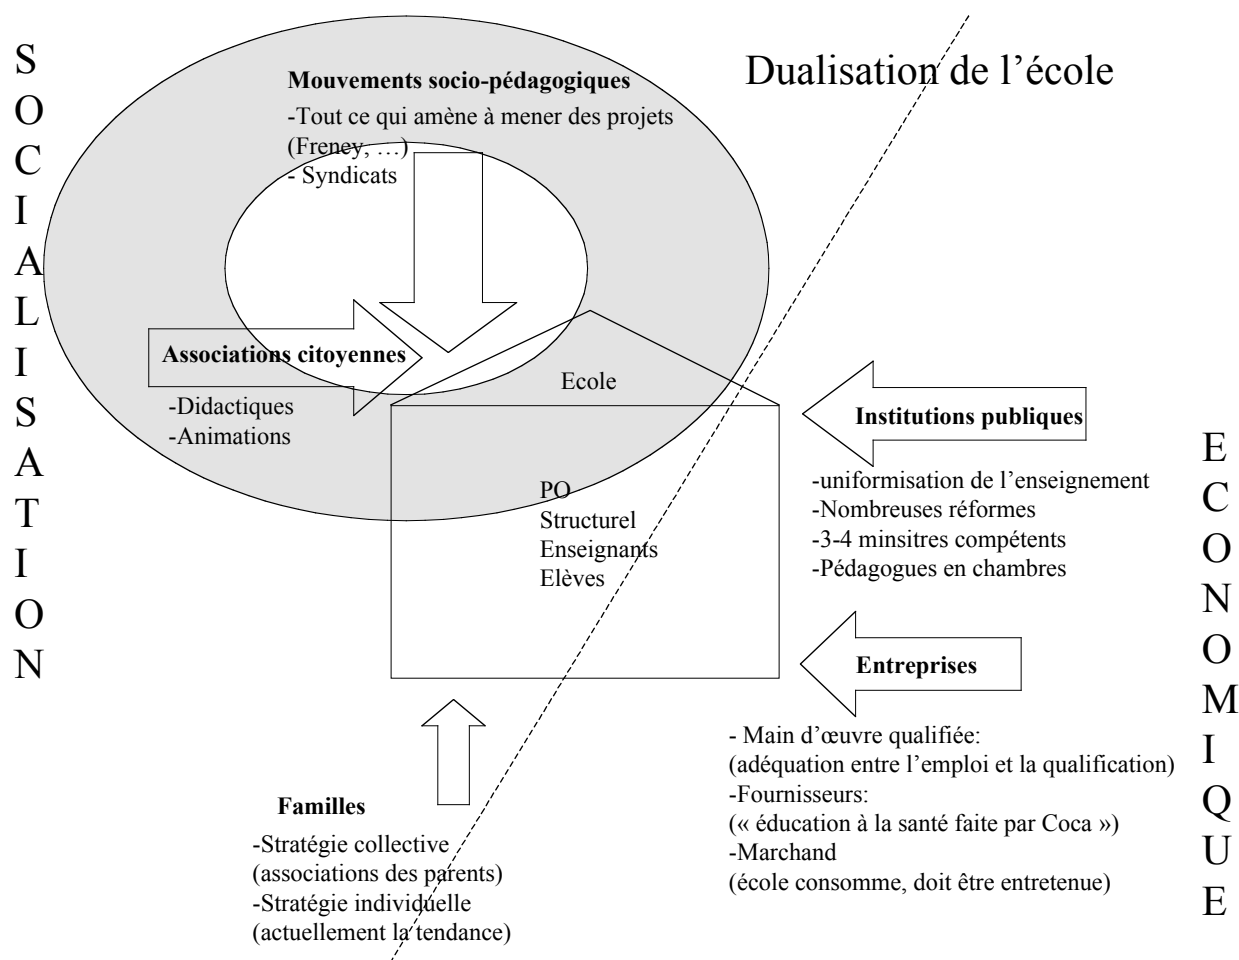 SOCIALISATION
Dualisation de l’école
Mouvements socio-pédagogiques
-Tout ce qui amène à mener des projets
(Freney, …)
- Syndicats
Associations citoyennes
-Didactiques
-Animations
Ecole
PO
Structurel
Enseignants
Elèves
Institutions publiques
-uniformisation de l’enseignement
-Nombreuses réformes
-3-4 minsitres compétents
-Pédagogues en chambres
Entreprises
- Main d’œuvre qualifiée:
(adéquation entre l’emploi et la qualification)
-Fournisseurs:
(« éducation à la santé faite par Coca »)
-Marchand
(école consomme, doit être entretenue)
Familles
-Stratégie collective
(associations des parents)
-Stratégie individuelle
(actuellement la tendance)
ECONOMIQUE